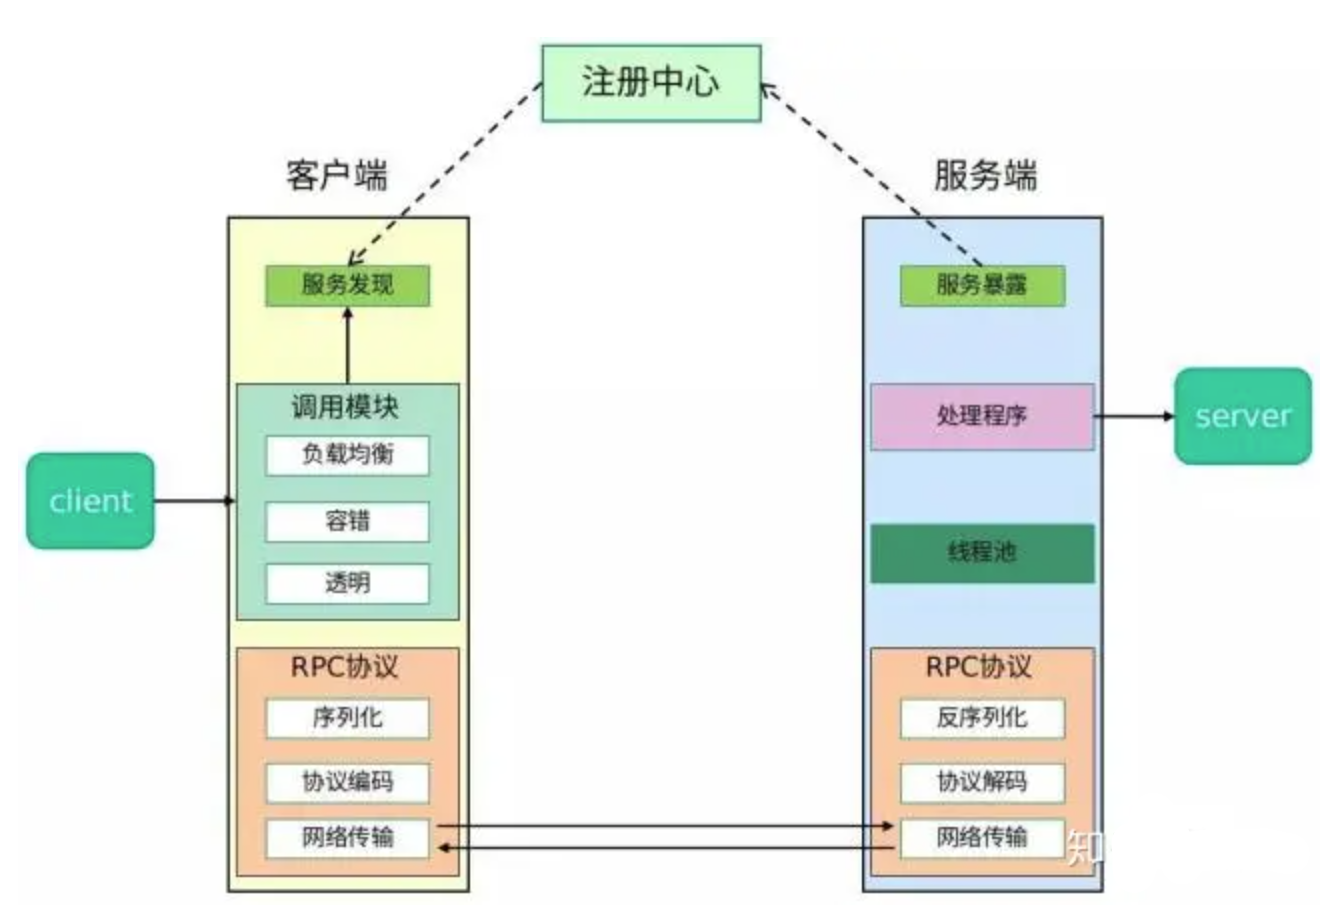 注册中心
客户端
服务端
服务发现
服务暴露
调用模块
负载均衡
容错
透明
处理程序
线程池
client
server
RPC协议
序列化
协议编码
网络传输
RPC协议
反序列化
协议解码
网络传输
知